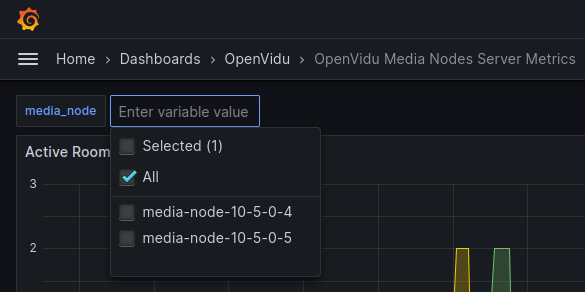 Home > Dashboards > OpenVidu > OpenVidu Media Nodes Server Metrics
media_node Enter variable value
Selected (1)
Active Room
All
3
media-node-10-5-0-4
media-node-10-5-0-5
2